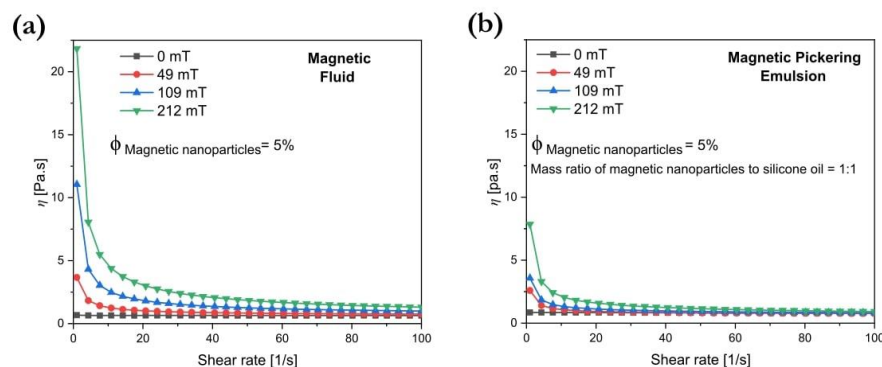 (a)
0 mT
49 mT
109 mT
212 mT
Magnetic
Fluid
ϕ Magnetic nanoparticles = 5%
η [Pa.s]
20
15
10
5
0
0 20 40 60 80 100
Shear rate [1/s]
(b)
0 mT
49 mT
109 mT
212 mT
Magnetic Pickering
Emulsion
ϕ Magnetic nanoparticles = 5%
Mass ratio of magnetic nanoparticles to silicone oil = 1:1
η [pa.s]
20
15
10
5
0
0 20 40 60 80 100
Shear rate [1/s]